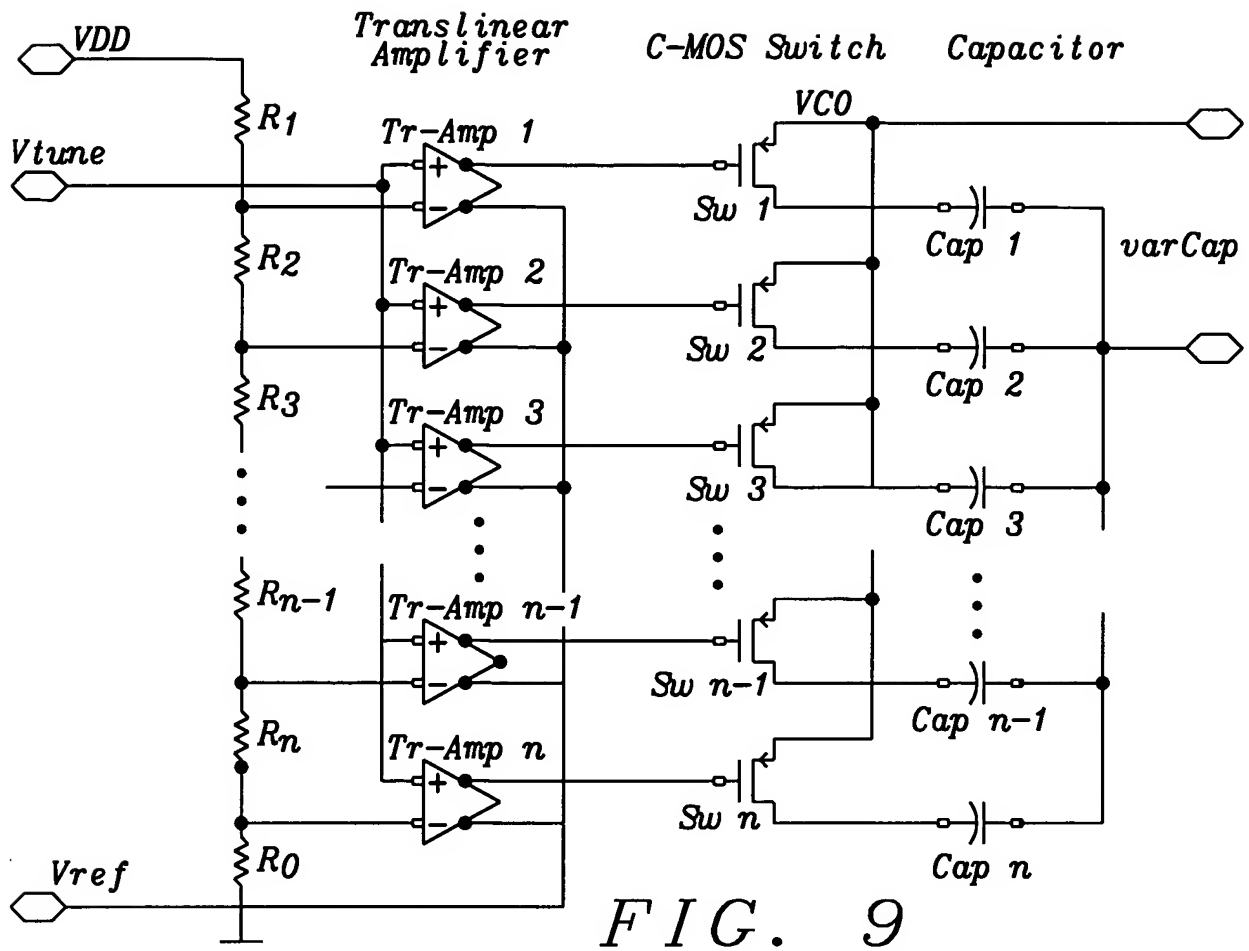 VDD
Translinear
Amplifier
C-MOS Switch
Capacitor
R1
Vtune
Tr-Amp 1
+
−
VCO
Sw 1
Cap 1
varCap
R2
Tr-Amp 2
+
−
Sw 2
Cap 2
R3
Tr-Amp 3
+
−
Sw 3
Cap 3
Rn-1
Tr-Amp n-1
+
−
Sw n-1
Cap n-1
Rn
Tr-Amp n
+
−
Sw n
Cap n
R0
Vref
FIG. 9